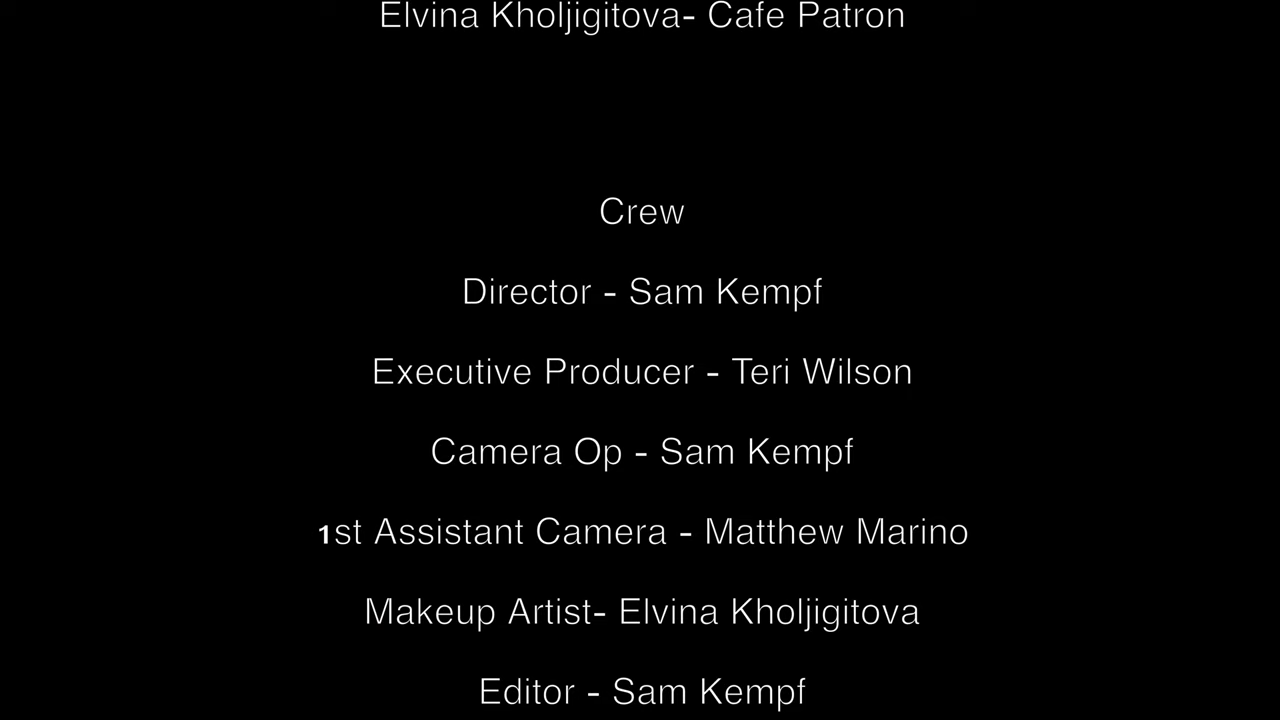 Elvina Kholjigitova- Cafe Patron
Crew
Director - Sam Kempf
Executive Producer - Teri Wilson
Camera Op - Sam Kempf
1st Assistant Camera - Matthew Marino
Makeup Artist- Elvina Kholjigitova
Editor - Sam Kempf